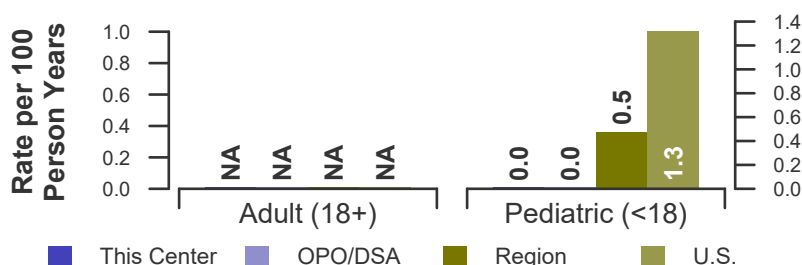 Rate per 100
Person Years
1.0
0.8
0.6
0.4
0.2
0.0
NA NA NA NA
0.0 0.0 0.5 1.3
1.4
1.2
1.0
0.8
0.6
0.4
0.2
0.0
Adult (18+) Pediatric (<18)
This Center OPO/DSA Region U.S.